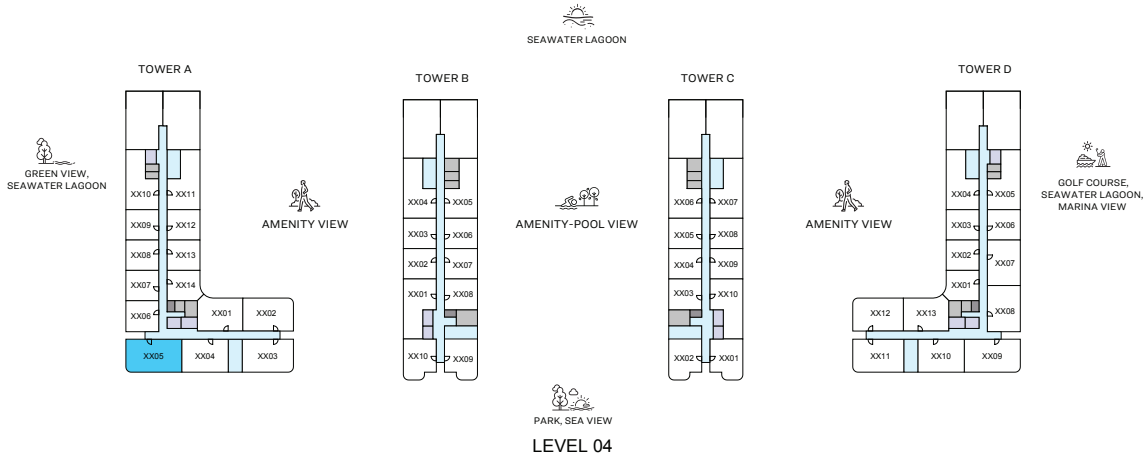 SEAWATER LAGOON
TOWER A
TOWER B
TOWER C
TOWER D
GREEN VIEW,
SEAWATER LAGOON
AMENITY VIEW
AMENITY-POOL VIEW
AMENITY VIEW
GOLF COURSE,
SEAWATER LAGOON,
MARINA VIEW
XX10 XX11
XX09 XX12
XX08 XX13
XX07 XX14
XX06 XX01 XX02
XX05 XX04 XX03
XX04 XX05
XX03 XX06
XX02 XX07
XX01 XX08
XX10 XX09
XX06 XX07
XX05 XX08
XX04 XX09
XX03 XX10
XX02 XX01
XX04 XX05
XX03 XX06
XX02 XX07
XX01
XX12 XX13 XX08
XX11 XX10 XX09
PARK, SEA VIEW
LEVEL 04